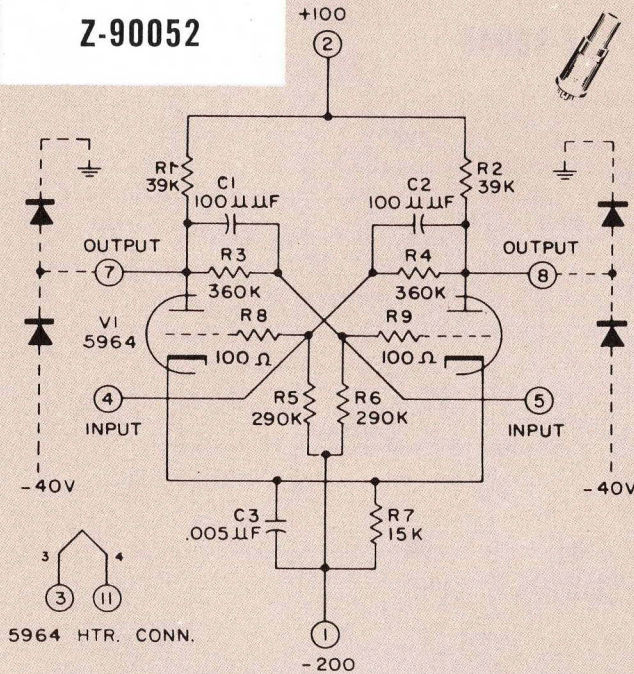 Z-90052
+100
2
R1
39K
C1
100 μμF
R2
39K
C2
100 μμF
OUTPUT
7
R3
360K
R4
360K
OUTPUT
8
V1
5964
R8
100 Ω
R9
100 Ω
4
INPUT
R5
290K
R6
290K
5
INPUT
-40V
-40V
C3
.005μF
R7
15K
3
4
3
11
5964 HTR. CONN.
1
-200